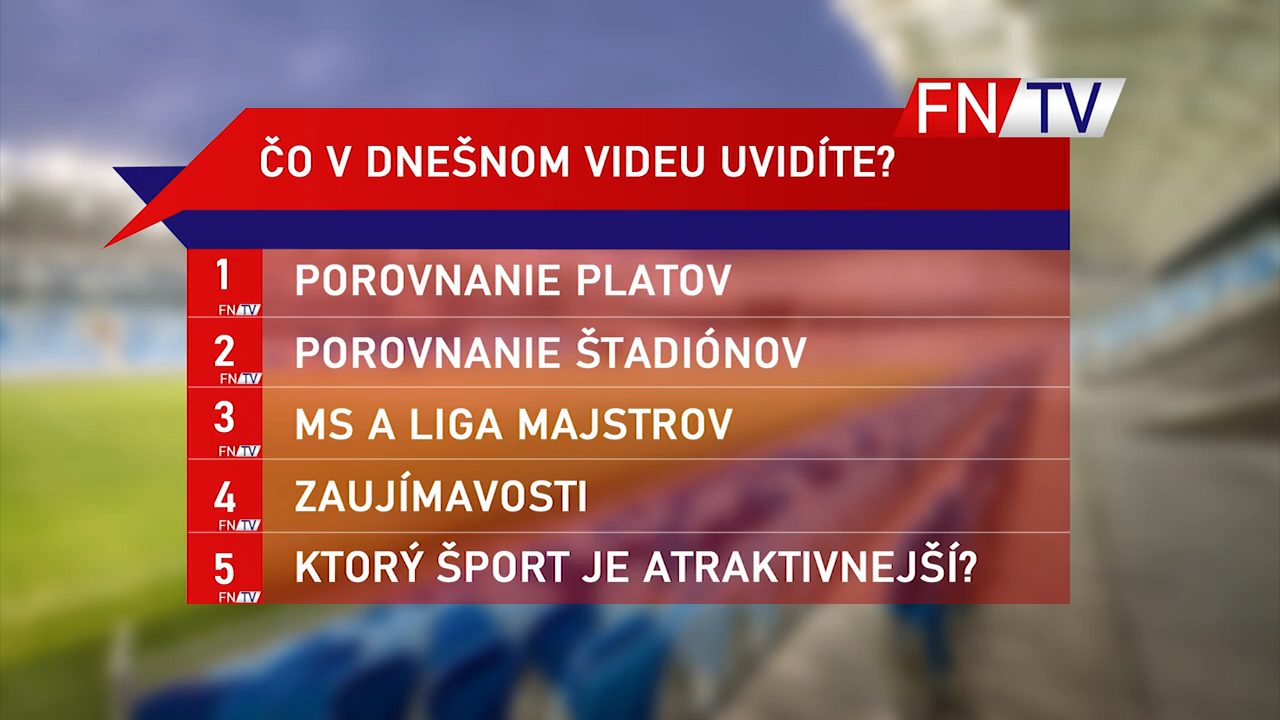 FN/TV
ČO V DNEŠNOM VIDEU UVIDÍTE?
1 POROVNANIE PLATOV
FN/TV
2 POROVNANIE ŠTADIÓNOV
FN/TV
3 MS A LIGA MAJSTROV
FN/TV
4 ZAUJÍMAVOSTI
FN/TV
5 KTORÝ ŠPORT JE ATRAKTIVNEJŠÍ?
FN/TV